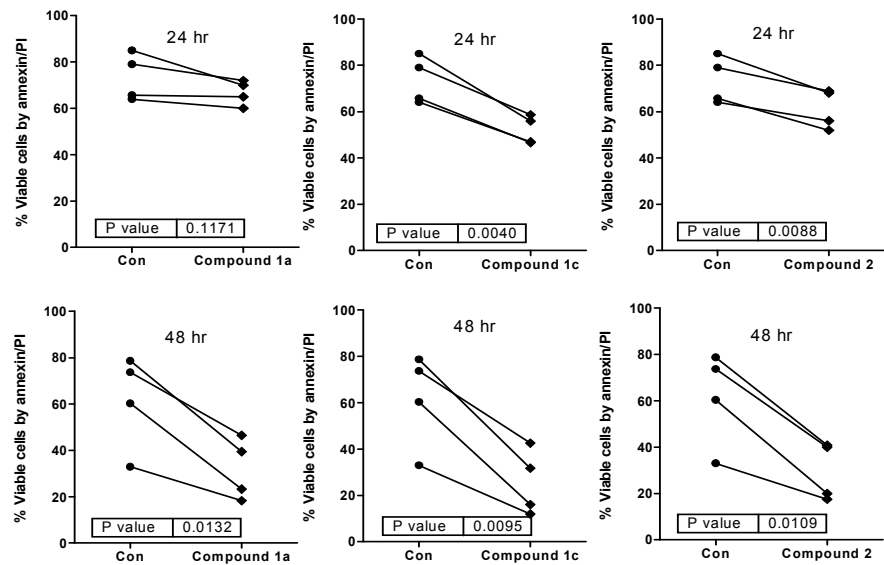 % Viable cells by annexin/PI
100
80
60
40
20
0
24 hr
P value 0.1171
Con Compound 1a
% Viable cells by annexin/PI
100
80
60
40
20
0
24 hr
P value 0.0040
Con Compound 1c
% Viable cells by annexin/PI
100
80
60
40
20
0
24 hr
P value 0.0088
Con Compound 2
% Viable cells by annexin/PI
100
80
60
40
20
0
48 hr
P value 0.0132
Con Compound 1a
% Viable cells by annexin/PI
100
80
60
40
20
0
48 hr
P value 0.0095
Con Compound 1c
% Viable cells by annexin/PI
100
80
60
40
20
0
48 hr
P value 0.0109
Con Compound 2